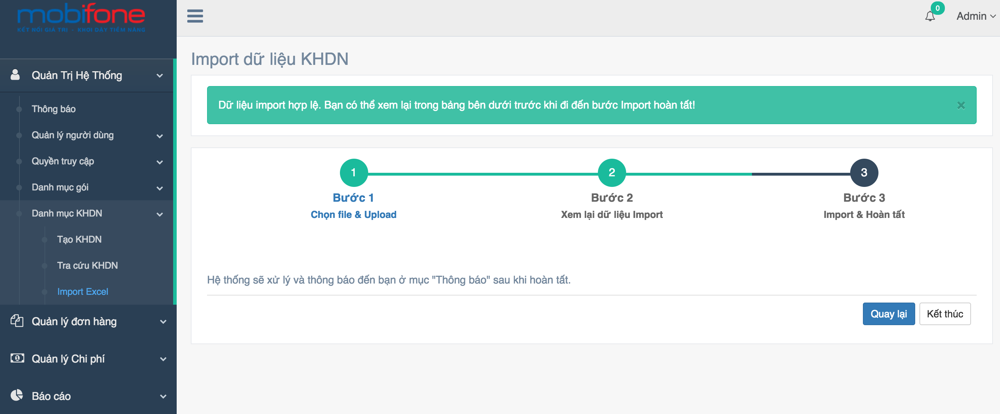 mobifone
KẾT NỐI GIÁ TRỊ - KHƠI DẬY TIỀM NĂNG
0
Admin
Import dữ liệu KHDN
Quản Trị Hệ Thống
Thông báo
Quản lý người dùng
Quyền truy cập
Danh mục gói
Danh mục KHDN
Tạo KHDN
Tra cứu KHDN
Import Excel
Quản lý đơn hàng
Quản lý Chi phí
Báo cáo
Dữ liệu import hợp lệ. Bạn có thể xem lại trong bảng bên dưới trước khi đi đến bước Import hoàn tất!
×
1
Bước 1
Chọn file & Upload
2
Bước 2
Xem lại dữ liệu Import
3
Bước 3
Import & Hoàn tất
Hệ thống sẽ xử lý và thông báo đến bạn ở mục "Thông báo" sau khi hoàn tất.
Quay lại
Kết thúc